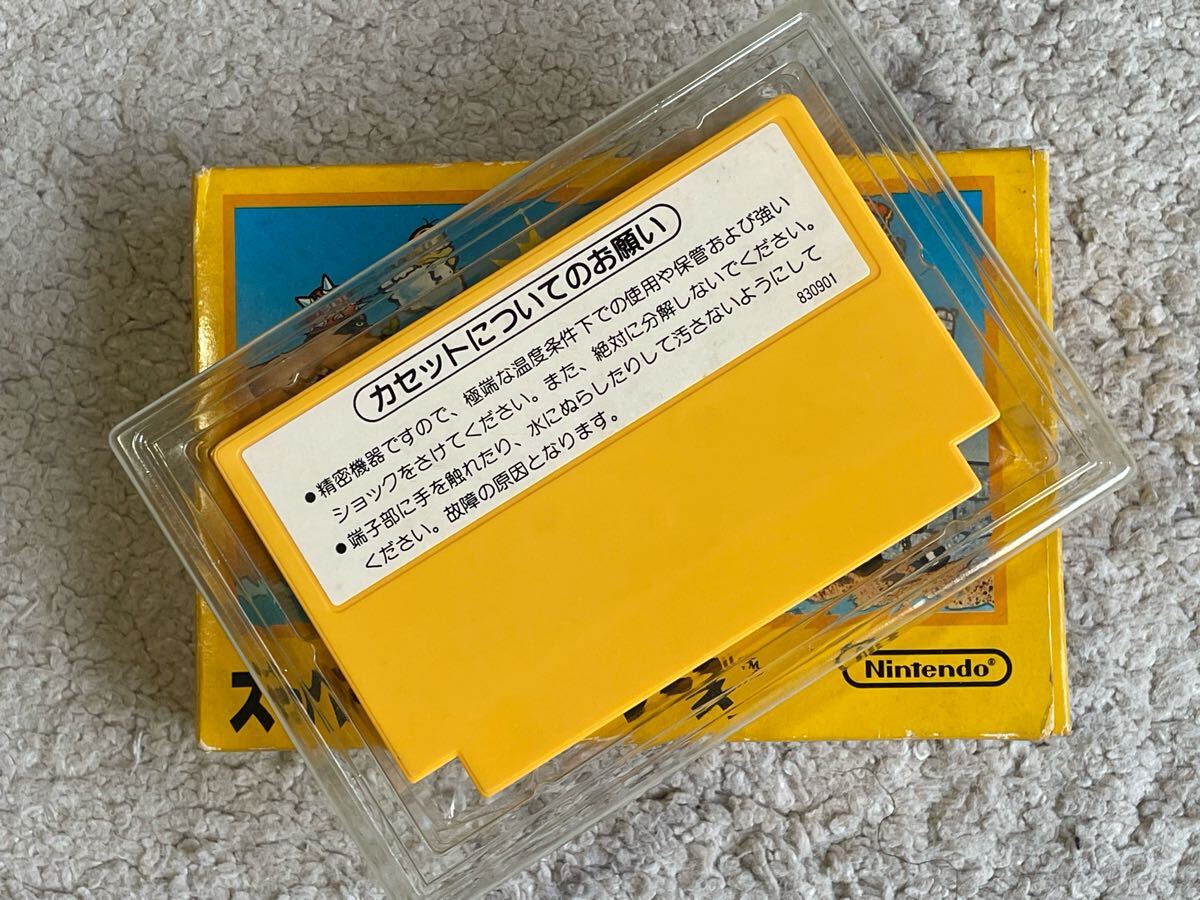 カセットについてのお願い
●精密機器ですので、極端な温度条件下での使用や保管および強い
ショックをさけてください。また、絶対に分解しないでください。
●端子部に手を触れたり、水にぬらしたりして汚さないようにして
ください。故障の原因となります。
830901
Nintendo®